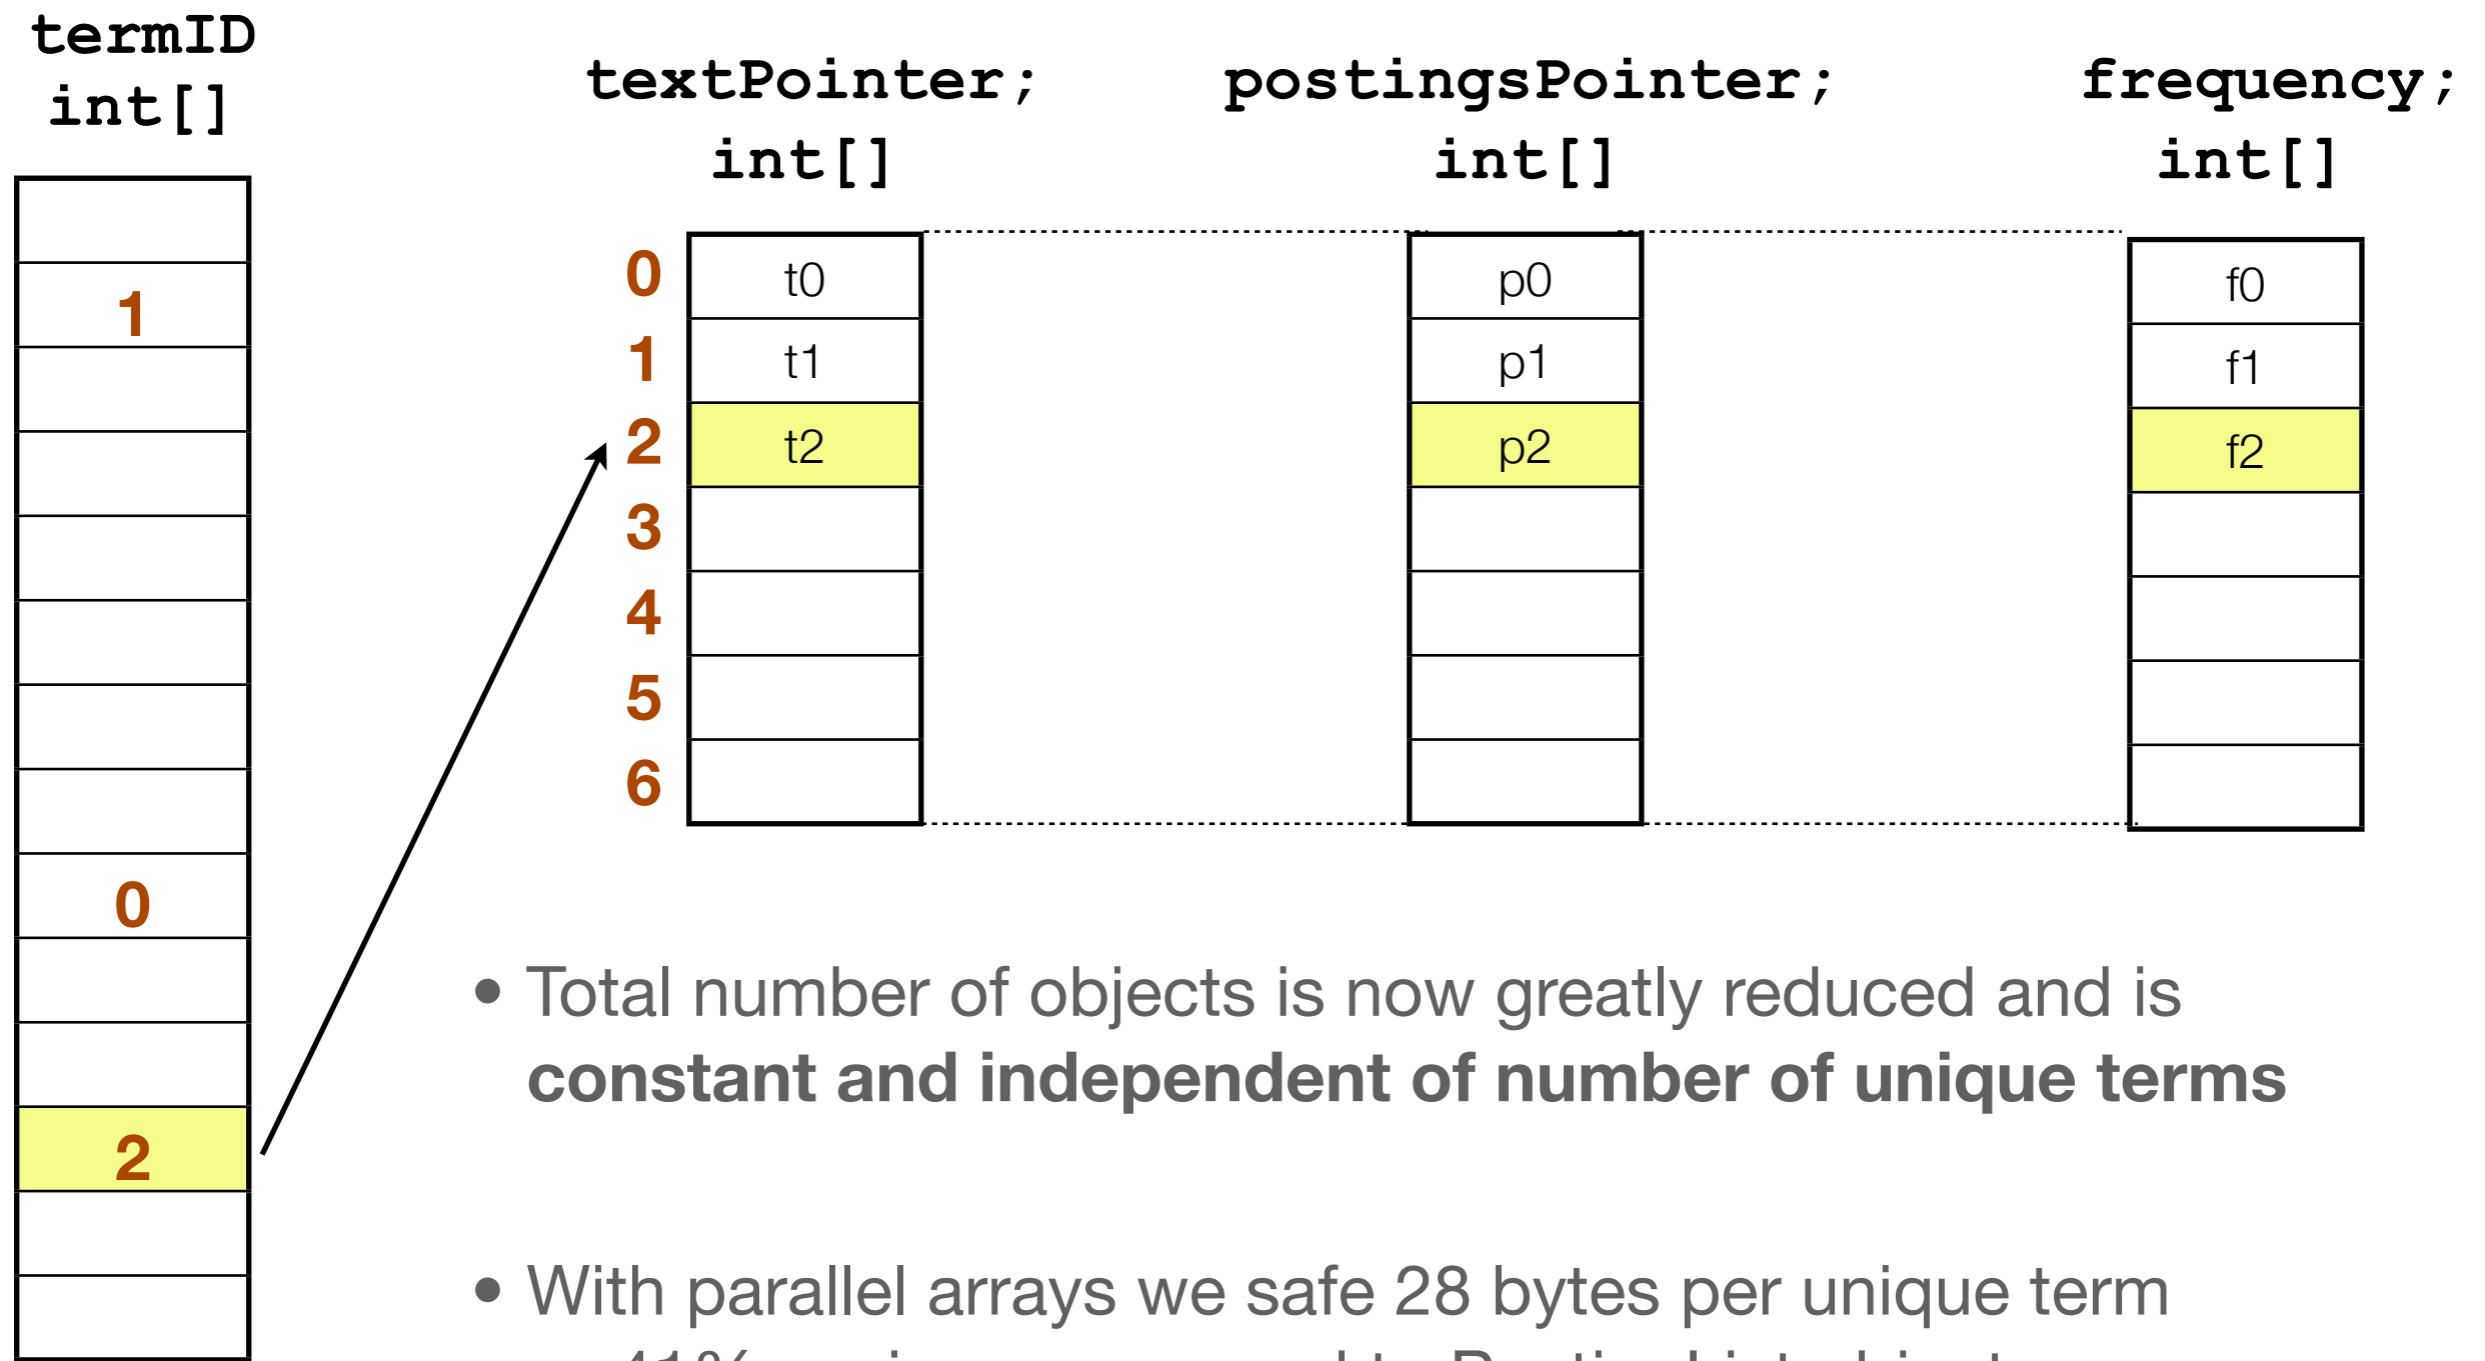 termID
int[]
textPointer;
int[]
postingsPointer;
int[]
frequency;
int[]
1
0
2
0 t0 p0 f0
1 t1 p1 f1
2 t2 p2 f2
3
4
5
6
• Total number of objects is now greatly reduced and is
constant and independent of number of unique terms
• With parallel arrays we safe 28 bytes per unique term
41%